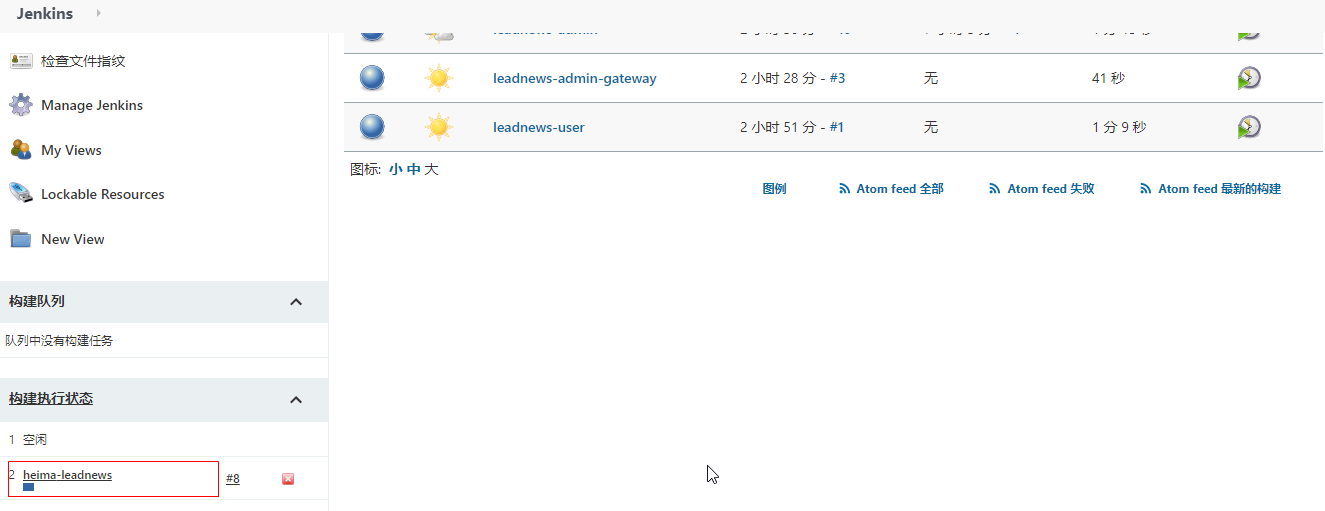 Jenkins
检查文件指纹
Manage Jenkins
My Views
Lockable Resources
New View
构建队列
队列中没有构建任务
构建执行状态
1 空闲
2 heima-leadnews #8
leadnews-admin-gateway 2 小时 28 分 - #3 无 41 秒
leadnews-user 2 小时 51 分 - #1 无 1 分 9 秒
图标: 小 中 大
图例 Atom feed 全部 Atom feed 失败 Atom feed 最新的构建